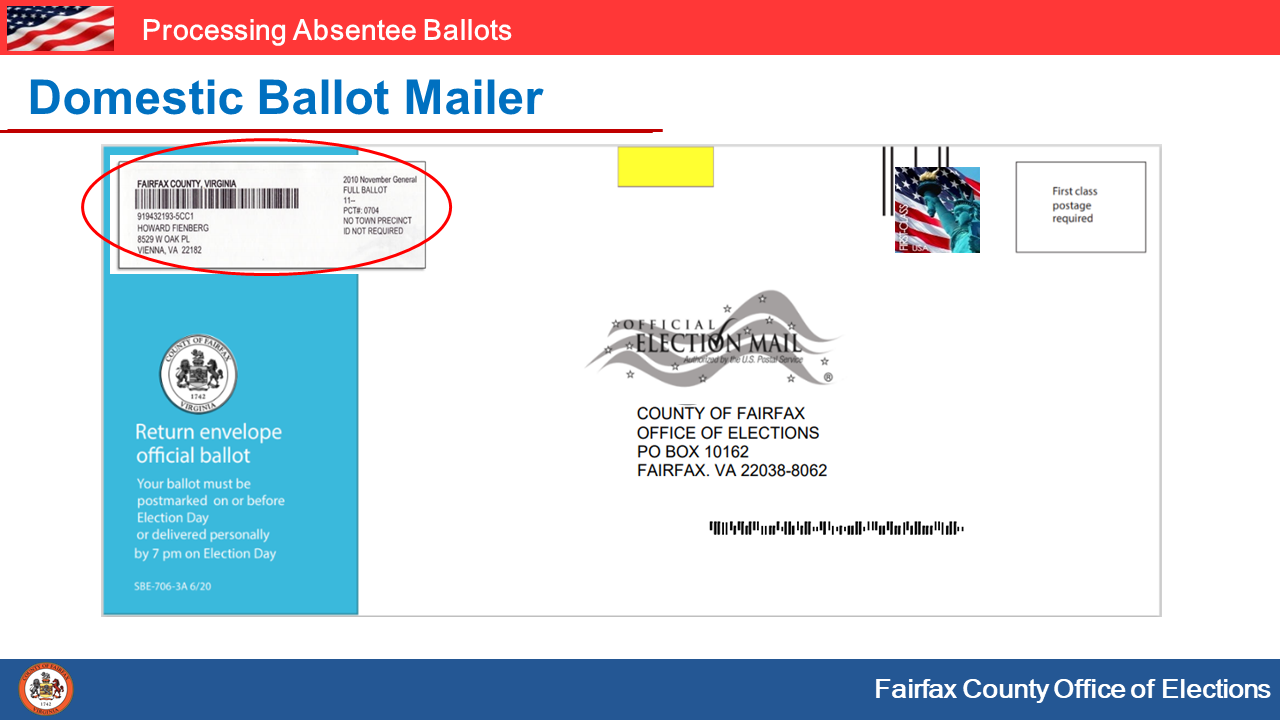 Processing Absentee Ballots
Domestic Ballot Mailer
FAIRFAX COUNTY, VIRGINIA
919432193-5CC1
HOWARD FIENBERG
8529 W OAK PL
VIENNA, VA 22182
2010 November General
FULL BALLOT
11--
PCT#: 0704
NO TOWN PRECINCT
ID NOT REQUIRED
FIRST-CLASS
First class
postage
required
OFFICIAL
ELECTION MAIL
Authorized by the U.S. Postal Service
®
COUNTY OF FAIRFAX
1742
VIRGINIA
Return envelope
official ballot
Your ballot must be
postmarked on or before
Election Day
or delivered personally
by 7 pm on Election Day
SBE-706-3A 6/20
COUNTY OF FAIRFAX
OFFICE OF ELECTIONS
PO BOX 10162
FAIRFAX. VA 22038-8062
Fairfax County Office of Elections